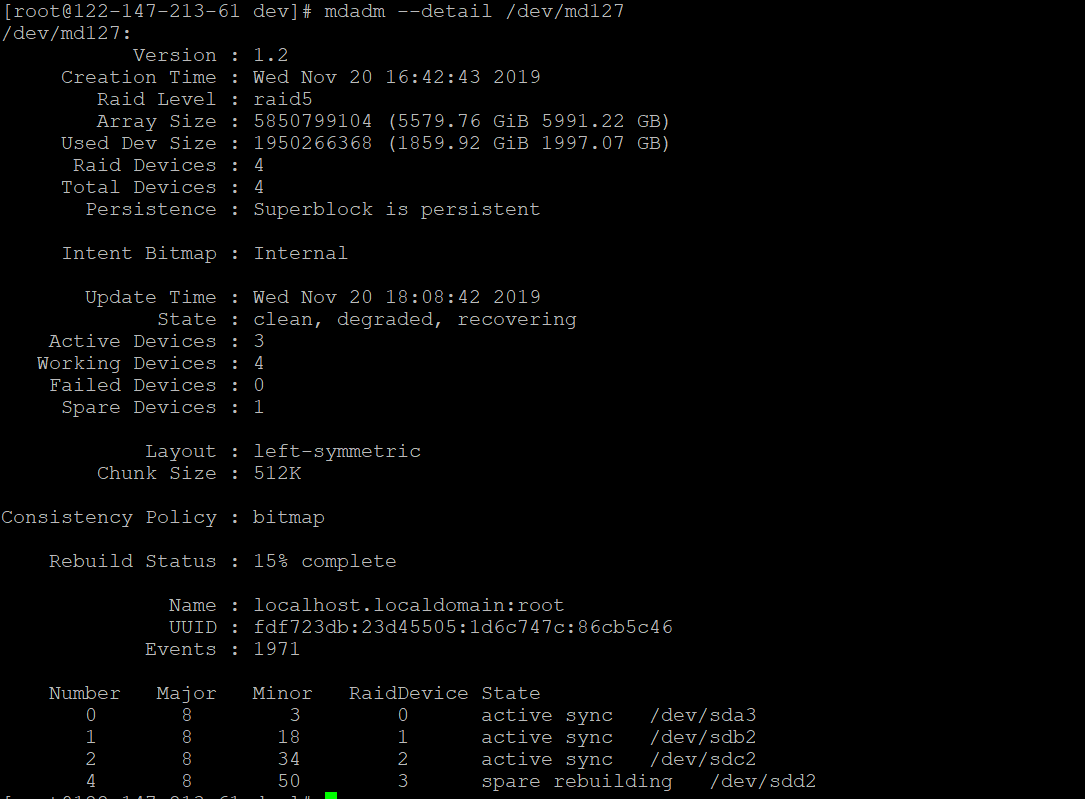 [root@122-147-213-61 dev]# mdadm --detail /dev/md127
/dev/md127:
Version : 1.2
Creation Time : Wed Nov 20 16:42:43 2019
Raid Level : raid5
Array Size : 5850799104 (5579.76 GiB 5991.22 GB)
Used Dev Size : 1950266368 (1859.92 GiB 1997.07 GB)
Raid Devices : 4
Total Devices : 4
Persistence : Superblock is persistent
Intent Bitmap : Internal
Update Time : Wed Nov 20 18:08:42 2019
State : clean, degraded, recovering
Active Devices : 3
Working Devices : 4
Failed Devices : 0
Spare Devices : 1
Layout : left-symmetric
Chunk Size : 512K
Consistency Policy : bitmap
Rebuild Status : 15% complete
Name : localhost.localdomain:root
UUID : fdf723db:23d45505:1d6c747c:86cb5c46
Events : 1971
Number Major Minor RaidDevice State
0 8 3 0 active sync /dev/sda3
1 8 18 1 active sync /dev/sdb2
2 8 34 2 active sync /dev/sdc2
4 8 50 3 spare rebuilding /dev/sdd2
[root@122-147-213-61 dev]#